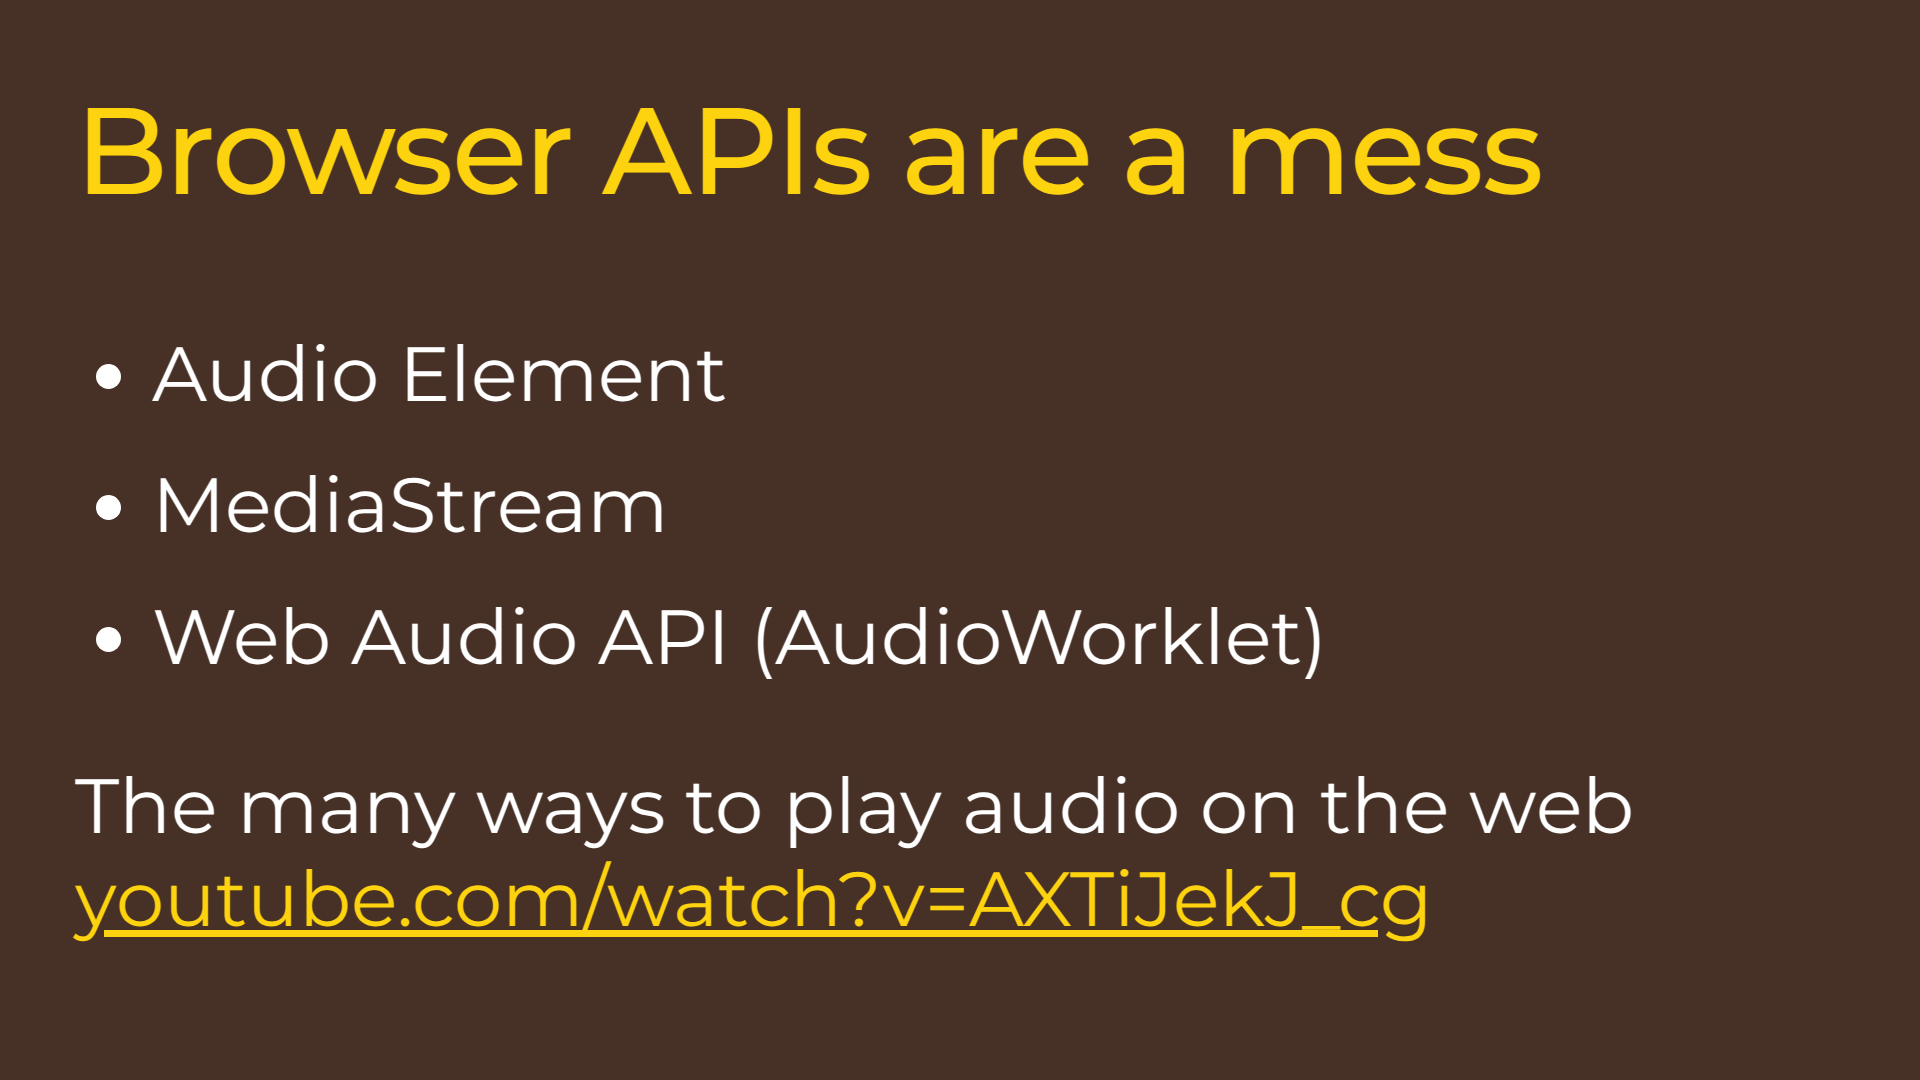 Browser APIs are a mess
• Audio Element
• MediaStream
• Web Audio API (AudioWorklet)
The many ways to play audio on the web
youtube.com/watch?v=AXTiJekJ_cg